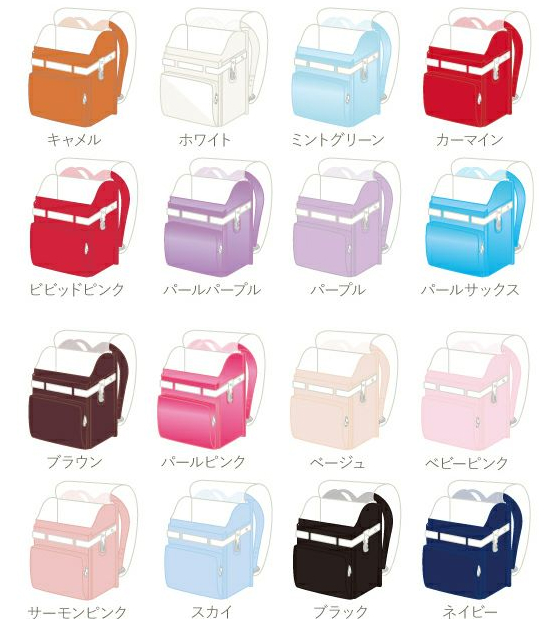 キャメル
ホワイト
ミントグリーン
カーマイン
ビビッドピンク
パールパープル
パープル
パールサックス
ブラウン
パールピンク
ベージュ
ベビーピンク
サーモンピンク
スカイ
ブラック
ネイビー